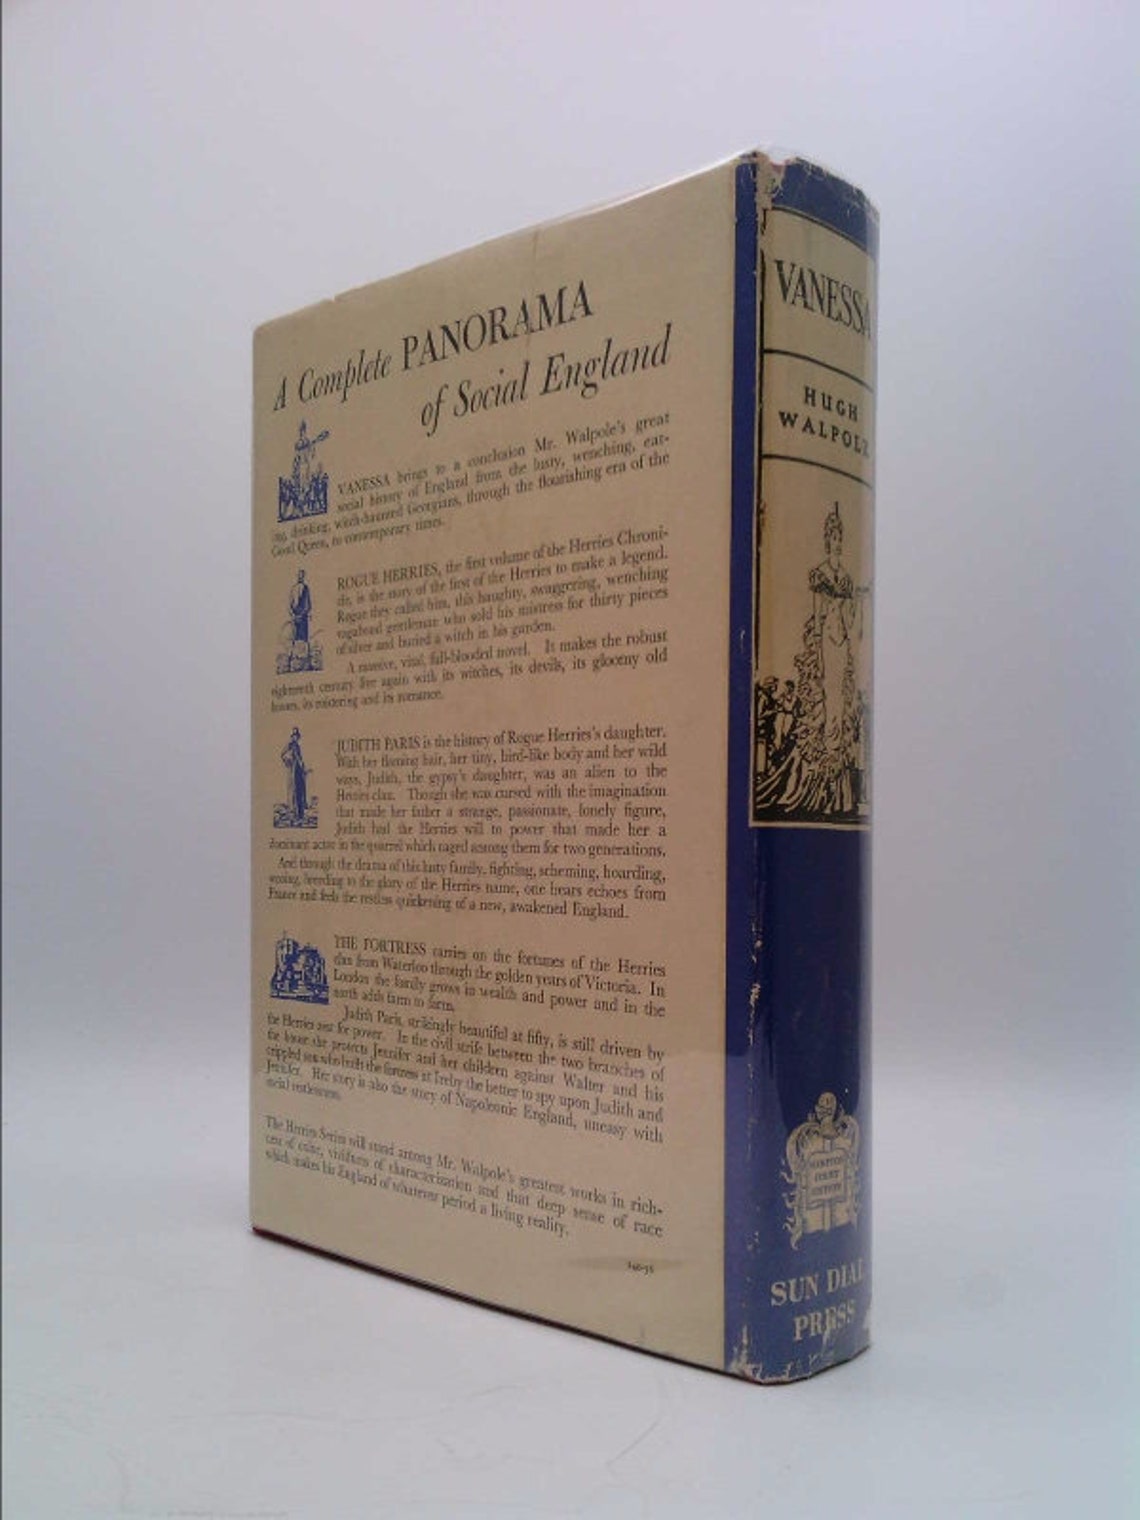 A Complete PANORAMA
of Social England
VANESSA brings to a conclusion Mr. Walpole's great
social history of England from the lusty, wenching, eat-
ing, drinking, witch-haunted Georgians, through the flourishing era of the
Good Queen, to contemporary times.
ROGUE HERRIES, the first volume of the Herries Chroni-
cle, is the story of the first of the Herries to make a legend.
Rogue they called him, this haughty, swaggering, wenching
vagabond gentleman who sold his mistress for thirty pieces
of silver and buried a witch in his garden.
A massive, vital, full-blooded novel. It makes the robust
eighteenth century live again with its witches, its devils, its gloomy old
houses, its roistering and its romance.
JUDITH PARIS is the history of Rogue Herries's daughter.
With her flaming hair, her tiny, bird-like body and her wild
ways, Judith, the gypsy's daughter, was an alien to the
Herries clan. Though she was cursed with the imagination
that made her father a strange, passionate, lonely figure,
Judith had the Herries will to power that made her a
dominant actor in the quarrel which raged among them for two generations.
And through the drama of this lusty family, fighting, scheming, hoarding,
wooing, breeding to the glory of the Herries name, one hears echoes from
France and feels the restless quickening of a new, awakened England.
THE FORTRESS carries on the fortunes of the Herries
clan from Waterloo through the golden years of Victoria. In
London the family grows in wealth and power and in the
north adds farm to farm.
Judith Paris, strikingly beautiful at fifty, is still driven by
the Herries zest for power. In the civil strife between the two branches of
the house she protects Jennifer and her children against Walter and his
crippled son who built the fortress at Ireby the better to spy upon Judith and
Jennifer. Her story is also the story of Napoleonic England, uneasy with
social restlessness.
The Herries Series will stand among Mr. Walpole's greatest works in rich-
ness of color, vividness of characterization and that deep sense of race
which makes his England of whatever period a living reality.
VANESSA
HUGH
WALPOLE
SUN DIAL
PRESS